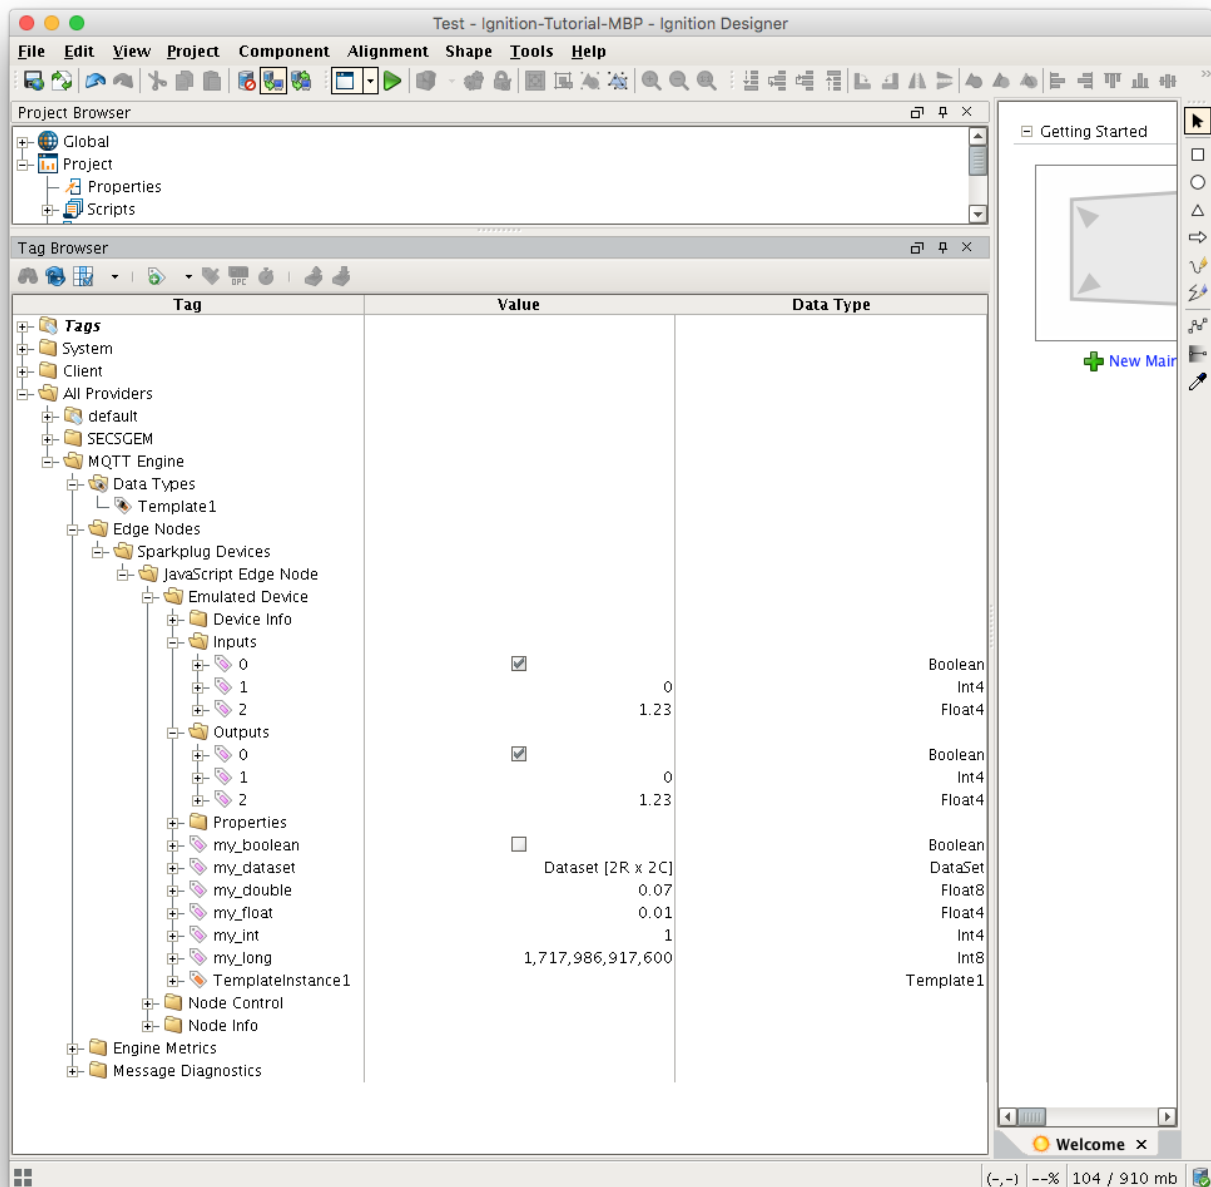 Test - Ignition-Tutorial-MBP - Ignition Designer
File Edit View Project Component Alignment Shape Tools Help
Project Browser
Global
Project
Properties
Scripts
Tag Browser
OPC
Tag Value Data Type
Tags
System
Client
All Providers
default
SECSGEM
MQTT Engine
Data Types
Template1
Edge Nodes
Sparkplug Devices
JavaScript Edge Node
Emulated Device
Device Info
Inputs
0 Boolean
1 0 Int4
2 1.23 Float4
Outputs
0 Boolean
1 0 Int4
2 1.23 Float4
Properties
my_boolean Boolean
my_dataset Dataset [2R x 2C] DataSet
my_double 0.07 Float8
my_float 0.01 Float4
my_int 1 Int4
my_long 1,717,986,917,600 Int8
TemplateInstance1 Template1
Node Control
Node Info
Engine Metrics
Message Diagnostics
Getting Started
New Mair
Welcome
(-,-) --% 104 / 910 mb